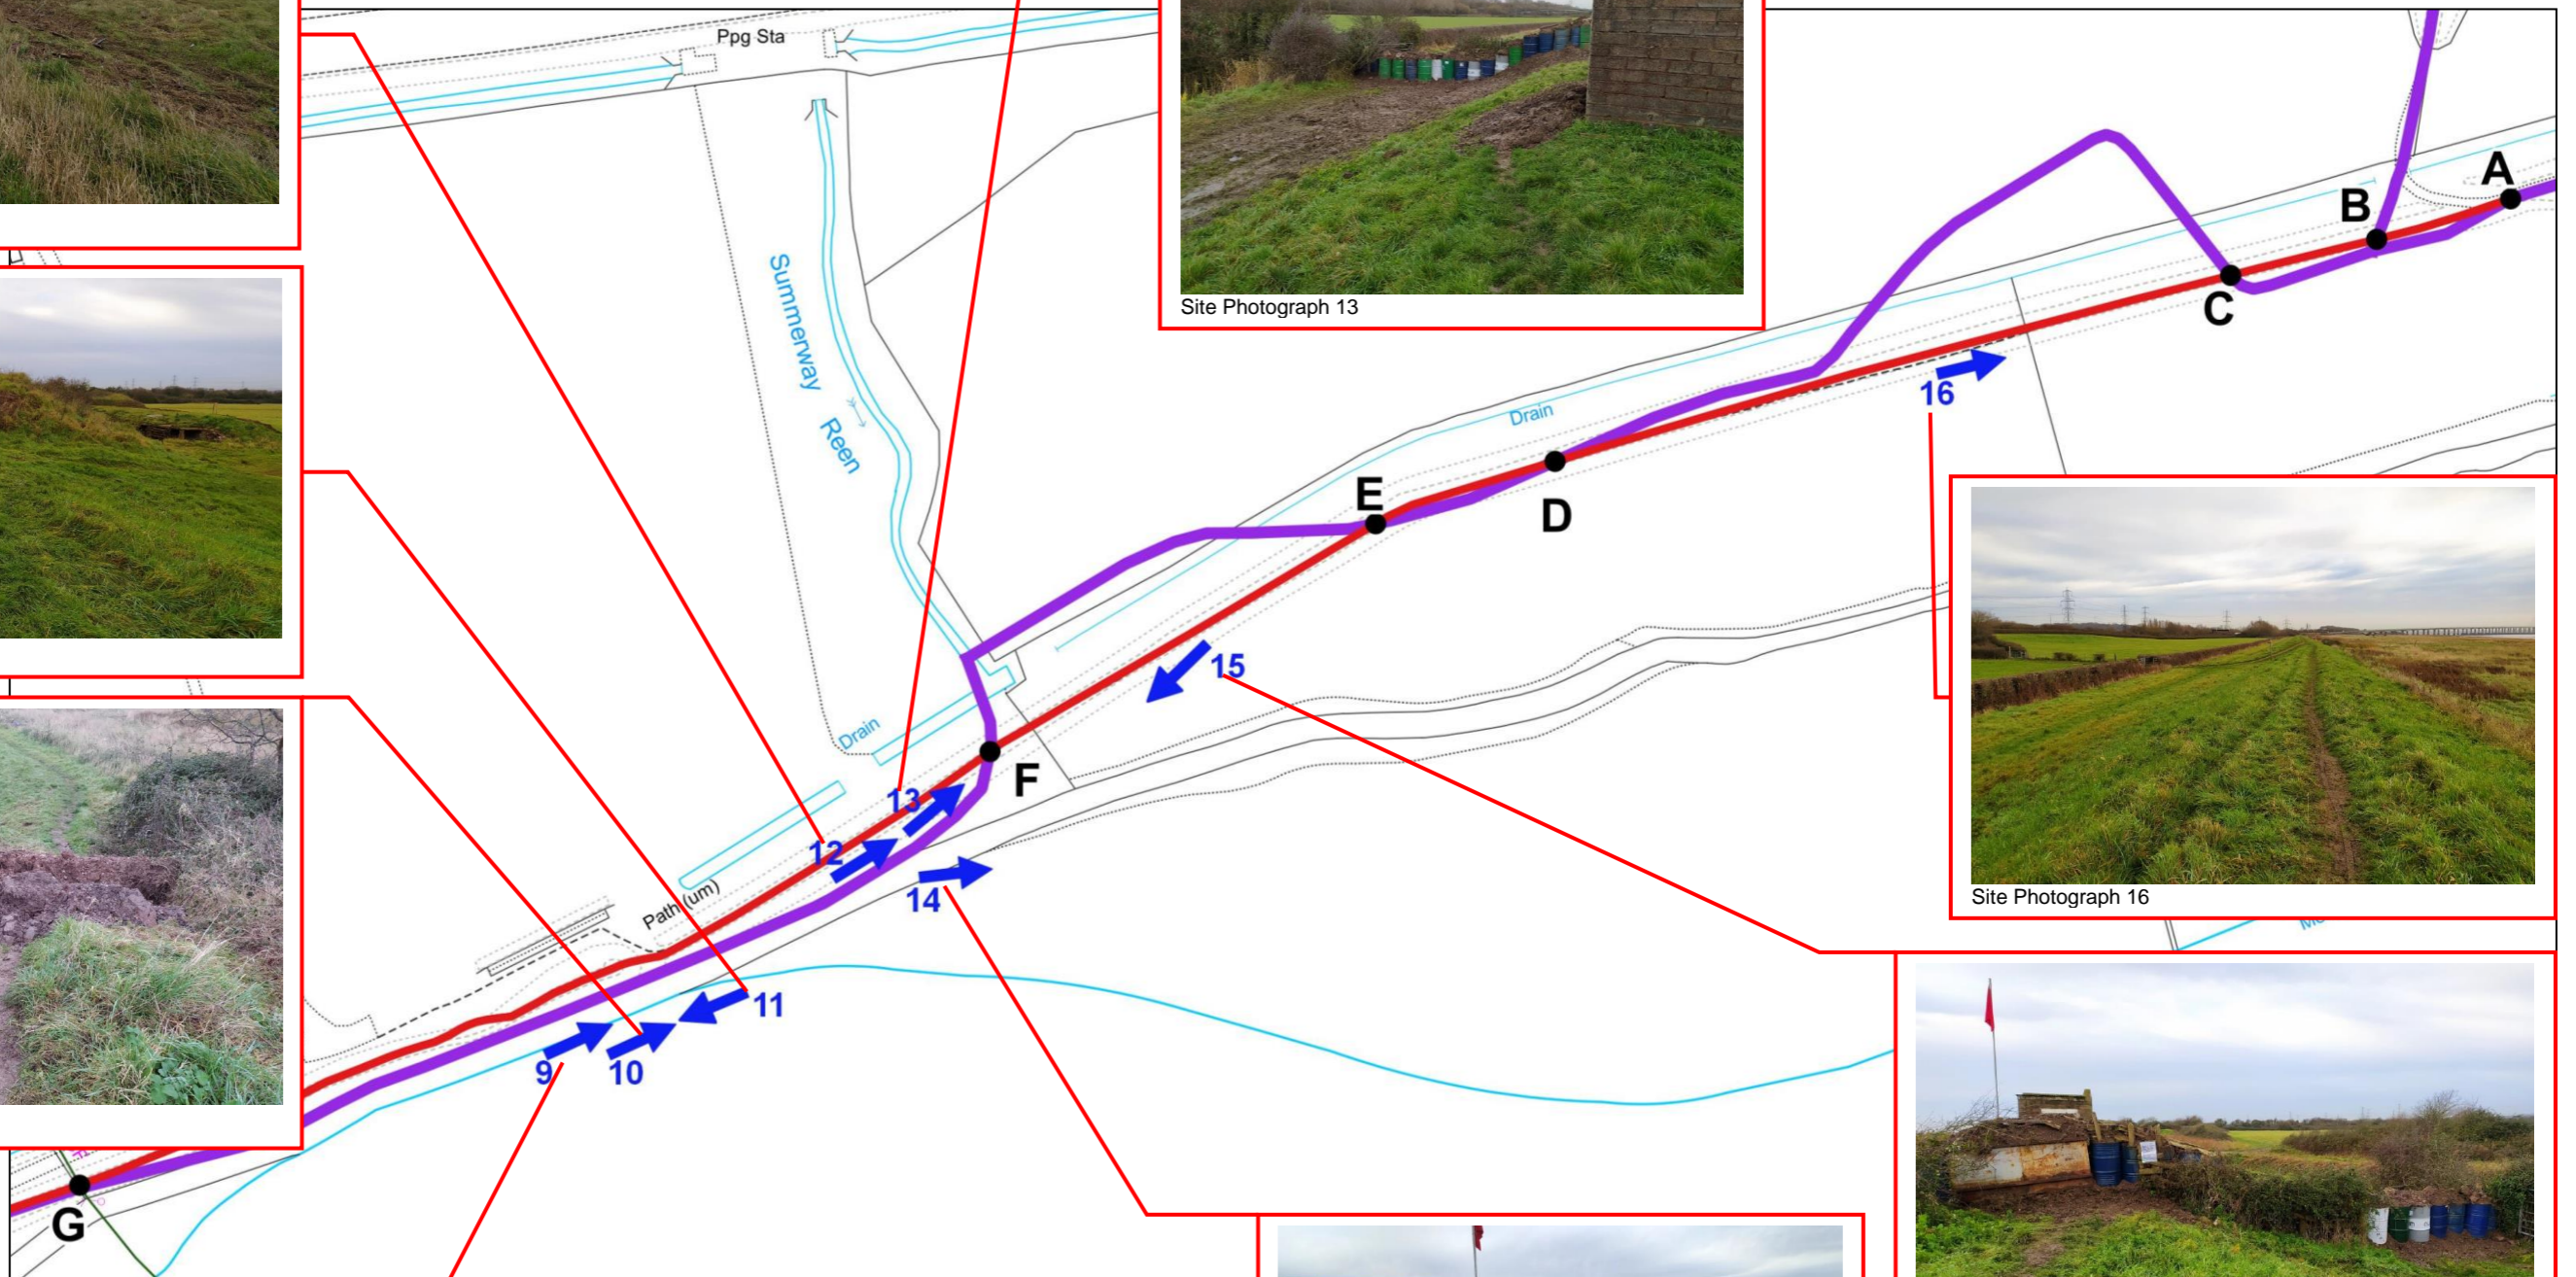 Ppg Sta
Site Photograph 13
A
B
C
Summerway
Reen
Drain
16
E
D
15
Drain
F
13
12
14
Path (um)
Site Photograph 16
11
9
10
G